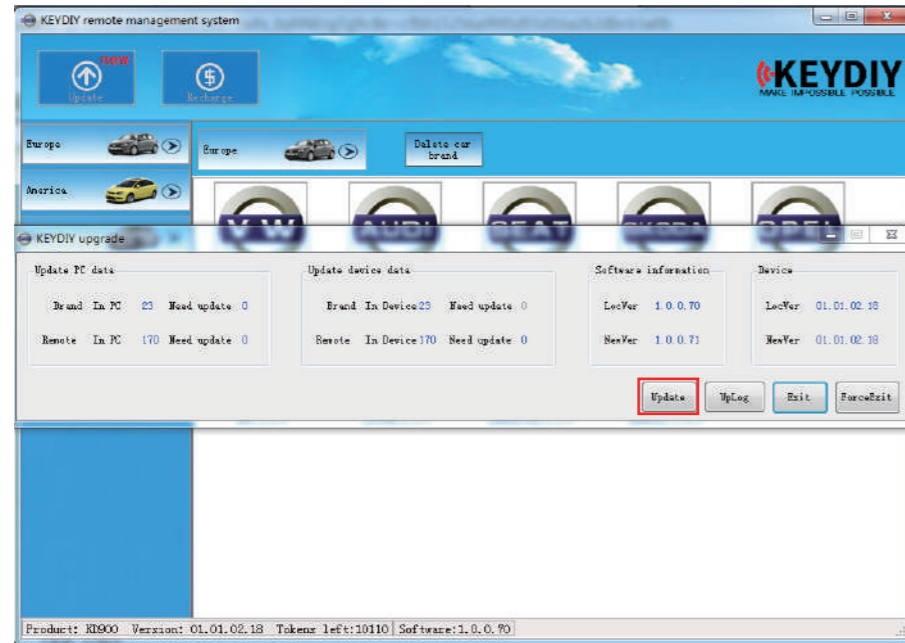 KEYDIY remote management system
new
Update
Recharge
KEYDIY
MAKE IMPOSSIBLE POSSIBLE
Europe
Europe
Delete car
brand
America
VW
AUDI
SEAT
SKODA
OPEL
KEYDIY upgrade
Update PC data
Update device data
Software information
Device
Brand In PC 23 Need update 0
Brand In Device 23 Need update 0
LocVer 1.0.0.70
LocVer 01.01.02.18
Remote In PC 170 Need update 0
Remote In Device 170 Need update 0
NewVer 1.0.0.71
NewVer 01.01.02.18
Update
UpLog
Exit
ForceExit
Product: KD900 Version: 01.01.02.18 Tokens left:10110 Software:1.0.0.70